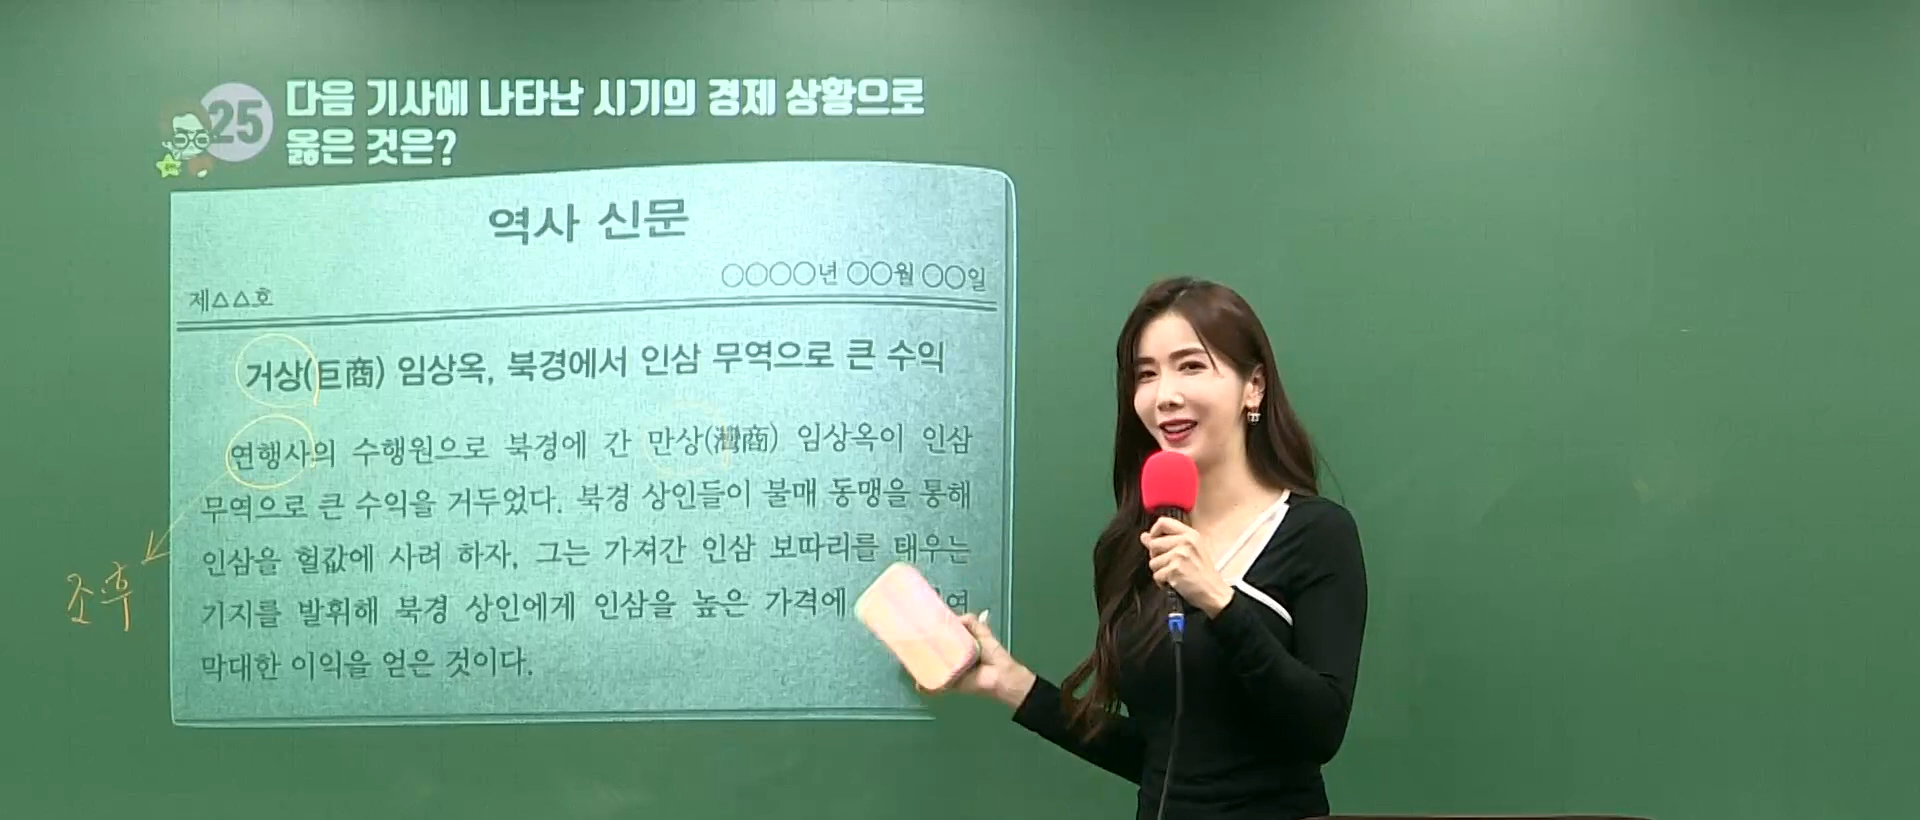 25
다음 기사에 나타난 시기의 경제 상황으로
옳은 것은?
역사 신문
제△△호
○○○○년 ○○월 ○○일
거상(巨商) 임상옥, 북경에서 인삼 무역으로 큰 수익
연행사의 수행원으로 북경에 간 만상(灣商) 임상옥이 인삼
무역으로 큰 수익을 거두었다. 북경 상인들이 불매 동맹을 통해
인삼을 헐값에 사려 하자, 그는 가져간 인삼 보따리를 태우는
기지를 발휘해 북경 상인에게 인삼을 높은 가격에
막대한 이익을 얻은 것이다.
조후